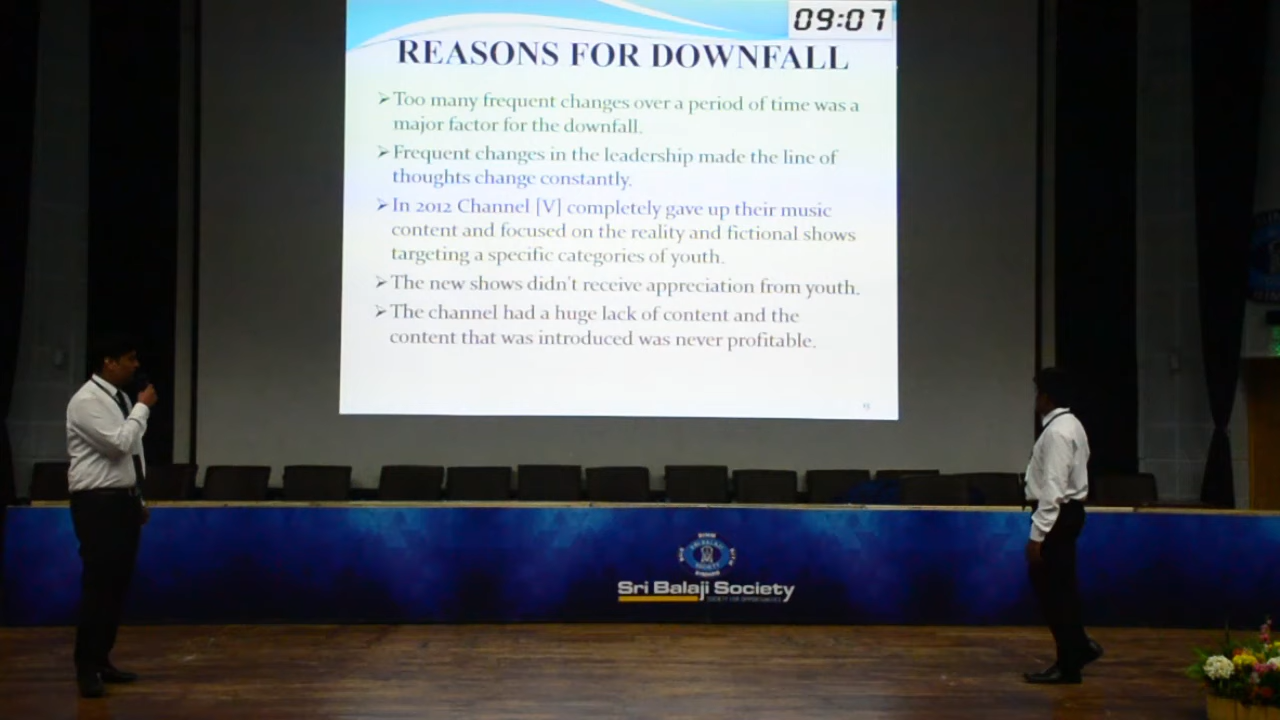 09:07
REASONS FOR DOWNFALL
➢Too many frequent changes over a period of time was a
major factor for the downfall.
➢Frequent changes in the leadership made the line of
thoughts change constantly.
➢In 2012 Channel [V] completely gave up their music
content and focused on the reality and fictional shows
targeting a specific categories of youth.
➢The new shows didn't receive appreciation from youth.
➢The channel had a huge lack of content and the
content that was introduced was never profitable.
Sri Balaji Society